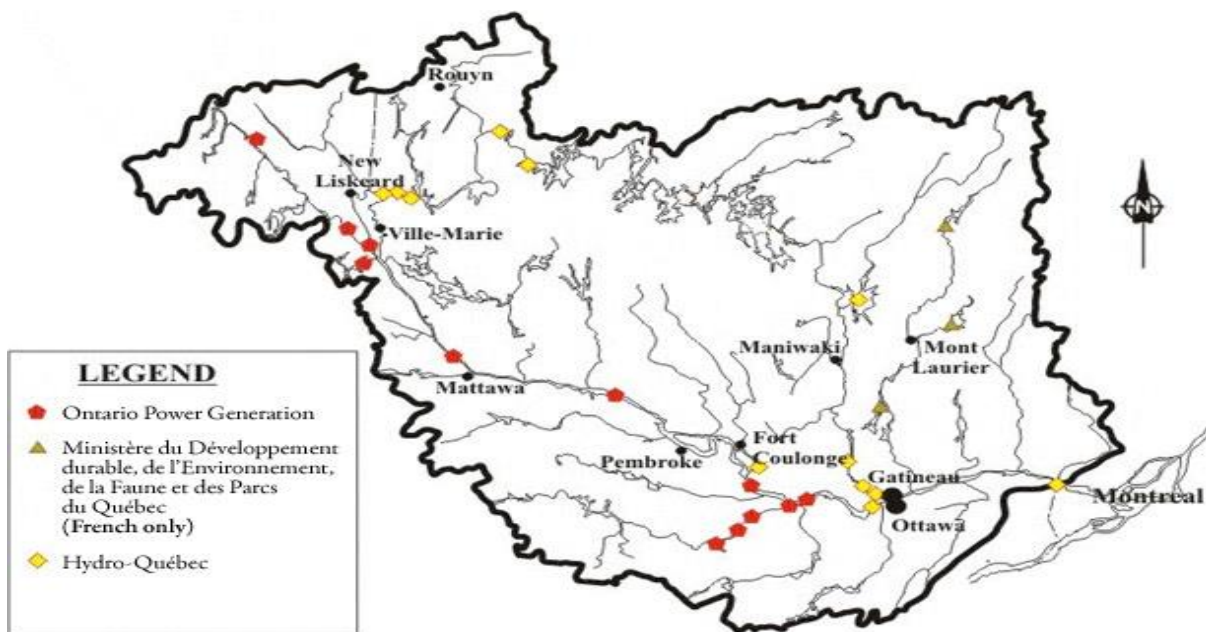 Rouyn
New
Liskeard
Ville-Marie
N
Maniwaki
Mont
Laurier
Mattawa
Fort
Coulonge
Pembroke
Gatineau
Montreal
Ottawa
LEGEND
Ontario Power Generation
Ministère du Développement
durable, de l'Environnement,
de la Faune et des Parcs
du Québec
(French only)
Hydro-Québec